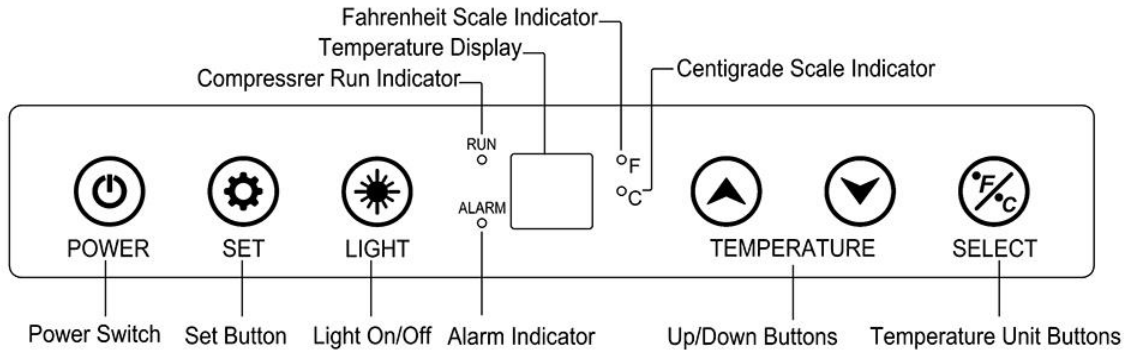 Fahrenheit Scale Indicator
Temperature Display
Compressrer Run Indicator
Centigrade Scale Indicator
RUN
°F
°C
ALARM
°F/°C
POWER
SET
LIGHT
TEMPERATURE
SELECT
Power Switch
Set Button
Light On/Off
Alarm Indicator
Up/Down Buttons
Temperature Unit Buttons